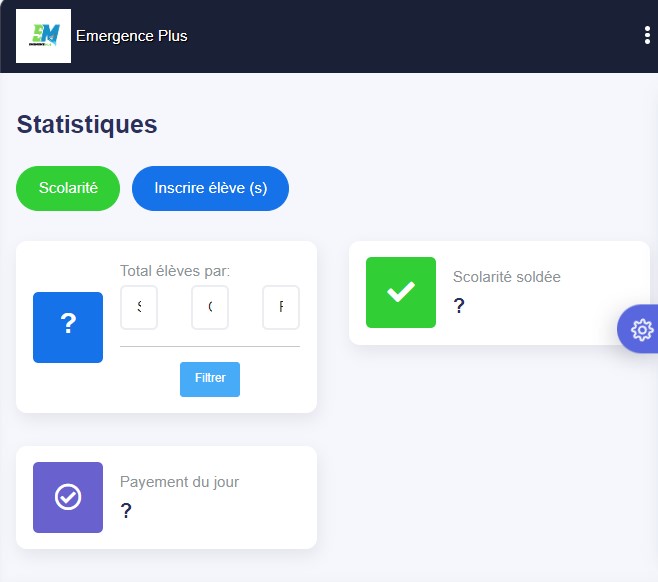 EM
Emergence Plus
Statistiques
Scolarité
Inscrire élève (s)
Total élèves par:
?
Filtrer
Scolarité soldée
?
Payement du jour
?